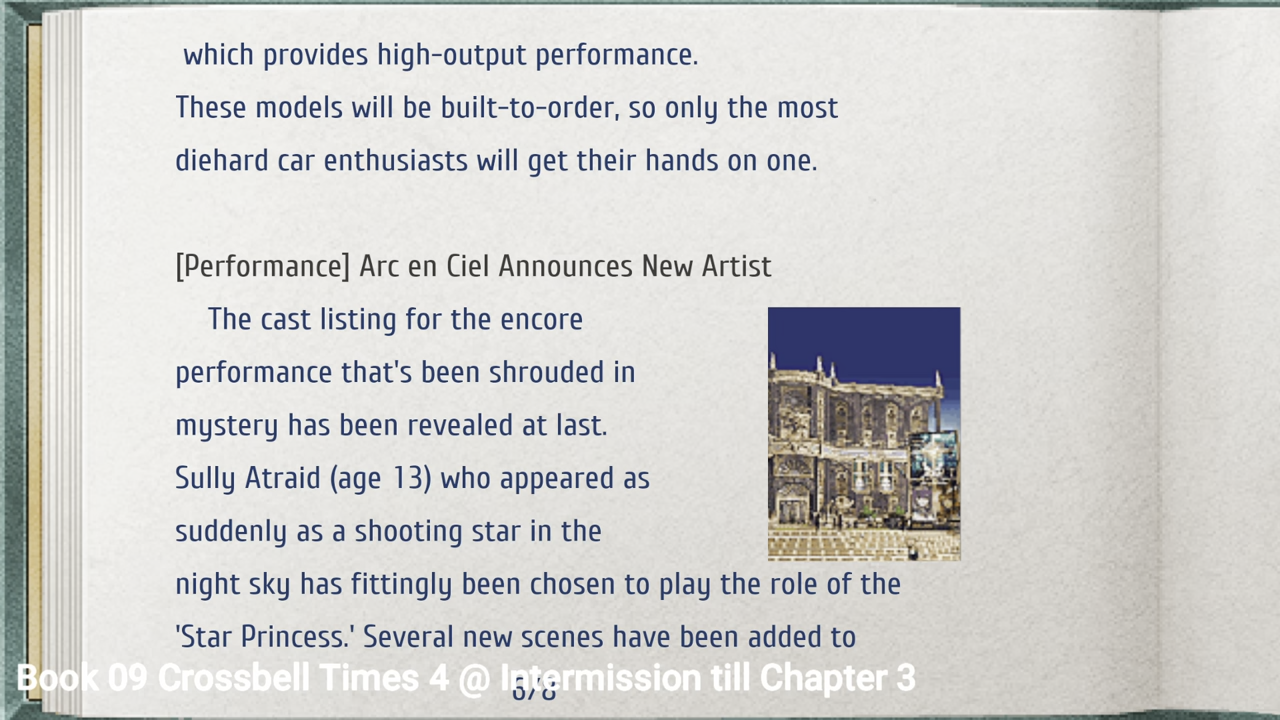 which provides high-output performance.
These models will be built-to-order, so only the most
diehard car enthusiasts will get their hands on one.
[Performance] Arc en Ciel Announces New Artist
The cast listing for the encore
performance that's been shrouded in
mystery has been revealed at last.
Sully Atraid (age 13) who appeared as
suddenly as a shooting star in the
night sky has fittingly been chosen to play the role of the
'Star Princess.' Several new scenes have been added to
Book 09 Crossbell Times 4 @ Intermission till Chapter 3
6/8